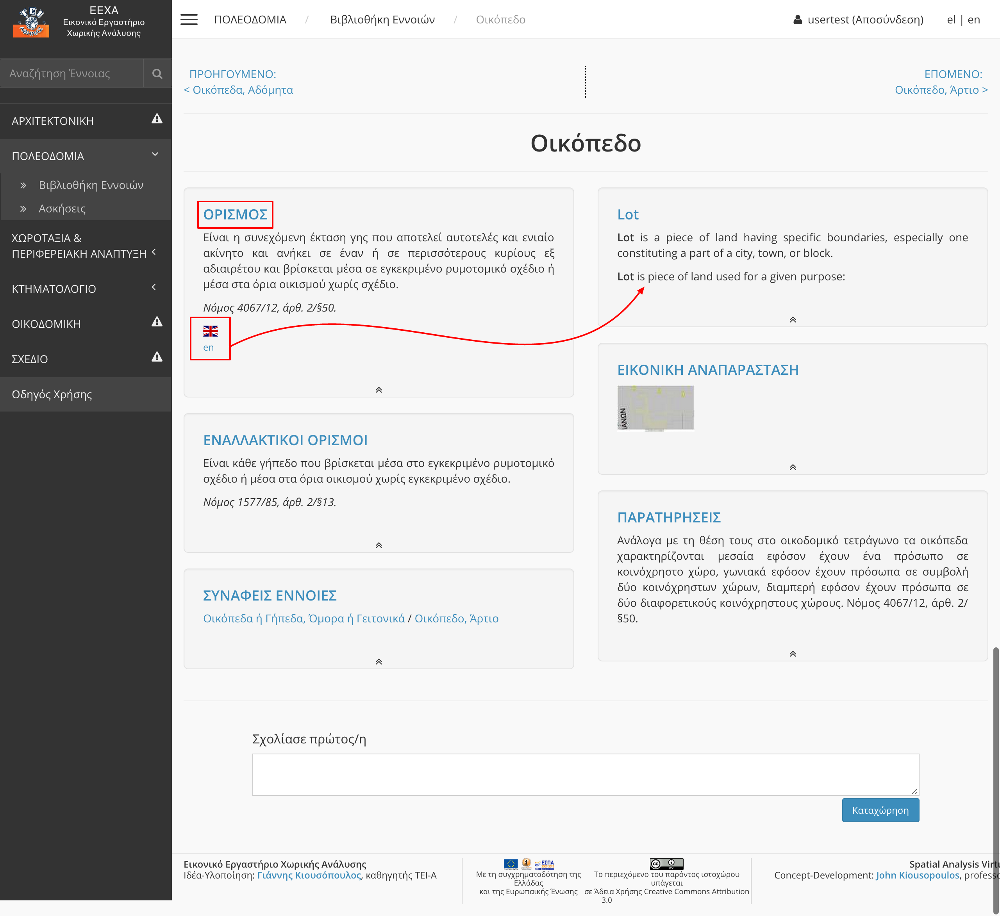 ΤΕΙ
ΑΘΗΝΑΣ
ΕΕΧΑ
Εικονικό Εργαστήριο
Χωρικής Ανάλυσης
Αναζήτηση Έννοιας
ΑΡΧΙΤΕΚΤΟΝΙΚΗ
ΠΟΛΕΟΔΟΜΙΑ
Βιβλιοθήκη Εννοιών
Ασκήσεις
ΧΩΡΟΤΑΞΙΑ &
ΠΕΡΙΦΕΡΕΙΑΚΗ ΑΝΑΠΤΥΞΗ
ΚΤΗΜΑΤΟΛΟΓΙΟ
ΟΙΚΟΔΟΜΙΚΗ
ΣΧΕΔΙΟ
Οδηγός Χρήσης
ΠΟΛΕΟΔΟΜΙΑ / Βιβλιοθήκη Εννοιών / Οικόπεδο
usertest (Αποσύνδεση) el | en
ΠΡΟΗΓΟΥΜΕΝΟ:
< Οικόπεδα, Αδόμητα
ΕΠΟΜΕΝΟ:
Οικόπεδο, Άρτιο >
Οικόπεδο
ΟΡΙΣΜΟΣ
Είναι η συνεχόμενη έκταση γης που αποτελεί αυτοτελές και ενιαίο
ακίνητο και ανήκει σε έναν ή σε περισσότερους κυρίους εξ
αδιαιρέτου και βρίσκεται μέσα σε εγκεκριμένο ρυμοτομικό σχέδιο ή
μέσα στα όρια οικισμού χωρίς σχέδιο.
Νόμος 4067/12, άρθ. 2/§50.
en
ΕΝΑΛΛΑΚΤΙΚΟΙ ΟΡΙΣΜΟΙ
Είναι κάθε γήπεδο που βρίσκεται μέσα στο εγκεκριμένο ρυμοτομικό
σχέδιο ή μέσα στα όρια οικισμού χωρίς εγκεκριμένο σχέδιο.
Νόμος 1577/85, άρθ. 2/§13.
ΣΥΝΑΦΕΙΣ ΕΝΝΟΙΕΣ
Οικόπεδα ή Γήπεδα, Όμορα ή Γειτονικά / Οικόπεδο, Άρτιο
Lot
Lot is a piece of land having specific boundaries, especially one
constituting a part of a city, town, or block.
Lot is piece of land used for a given purpose:
ΕΙΚΟΝΙΚΗ ΑΝΑΠΑΡΑΣΤΑΣΗ
ΙΑΝΩΝ
ΠΑΡΑΤΗΡΗΣΕΙΣ
Ανάλογα με τη θέση τους στο οικοδομικό τετράγωνο τα οικόπεδα
χαρακτηρίζονται μεσαία εφόσον έχουν ένα πρόσωπο σε
κοινόχρηστο χώρο, γωνιακά εφόσον έχουν πρόσωπα σε συμβολή
δύο κοινόχρηστων χώρων, διαμπερή εφόσον έχουν πρόσωπα σε
δύο διαφορετικούς κοινόχρηστους χώρους. Νόμος 4067/12, άρθ. 2/
§50.
Σχολίασε πρώτος/η
Καταχώρηση
Εικονικό Εργαστήριο Χωρικής Ανάλυσης
Ιδέα-Υλοποίηση: Γιάννης Κιουσόπουλος, καθηγητής ΤΕΙ-Α
ΕΣΠΑ
Με τη συγχρηματοδότηση της
Ελλάδας
και της Ευρωπαικής Ένωσης
cc
BY
Το περιεχόμενο του παρόντος ιστοχώρου
υπάγεται
σε Άδεια Χρήσης Creative Commons Attribution
3.0
Spatial Analysis Virtu
Concept-Development: John Kiousopoulos, professo